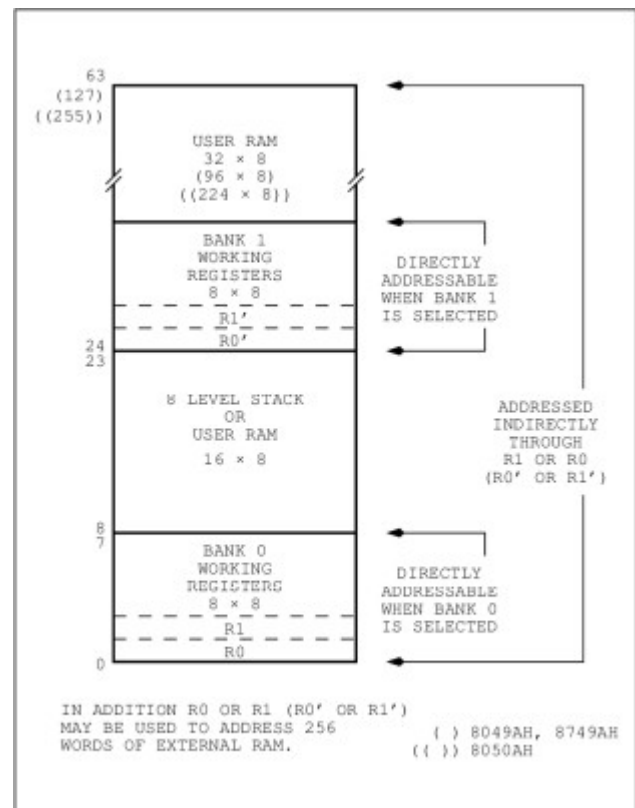 63
(127)
((255))
USER RAM
32 × 8
(96 × 8)
((224 × 8))
BANK 1
WORKING
REGISTERS
8 × 8
R1'
R0'
DIRECTLY
ADDRESSABLE
WHEN BANK 1
IS SELECTED
24
23
8 LEVEL STACK
OR
USER RAM
16 × 8
ADDRESSED
INDIRECTLY
THROUGH
R1 OR R0
(R0' OR R1')
8
7
BANK 0
WORKING
REGISTERS
8 × 8
R1
R0
DIRECTLY
ADDRESSABLE
WHEN BANK 0
IS SELECTED
0
IN ADDITION R0 OR R1 (R0' OR R1')
MAY BE USED TO ADDRESS 256
WORDS OF EXTERNAL RAM.
( ) 8049AH, 8749AH
(( )) 8050AH